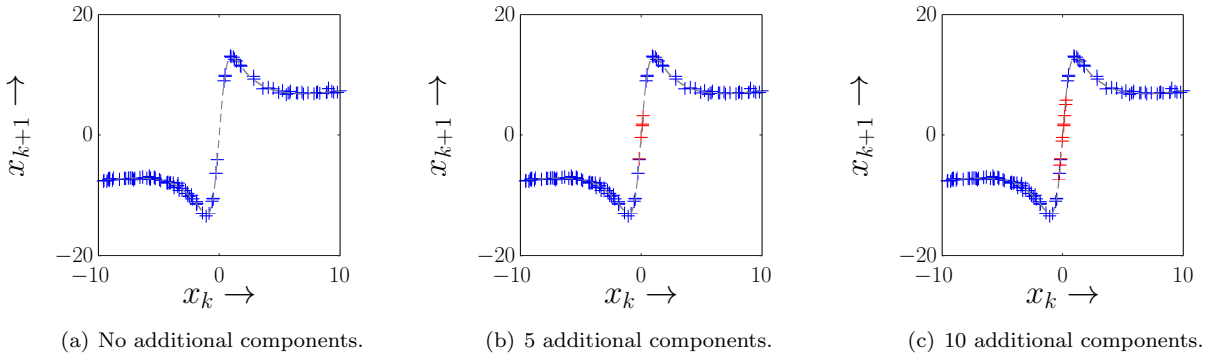 20
0
−20
−10
0
10
x_{k+1} →
x_k →
(a) No additional components.
20
0
−20
−10
0
10
x_{k+1} →
x_k →
(b) 5 additional components.
20
0
−20
−10
0
10
x_{k+1} →
x_k →
(c) 10 additional components.